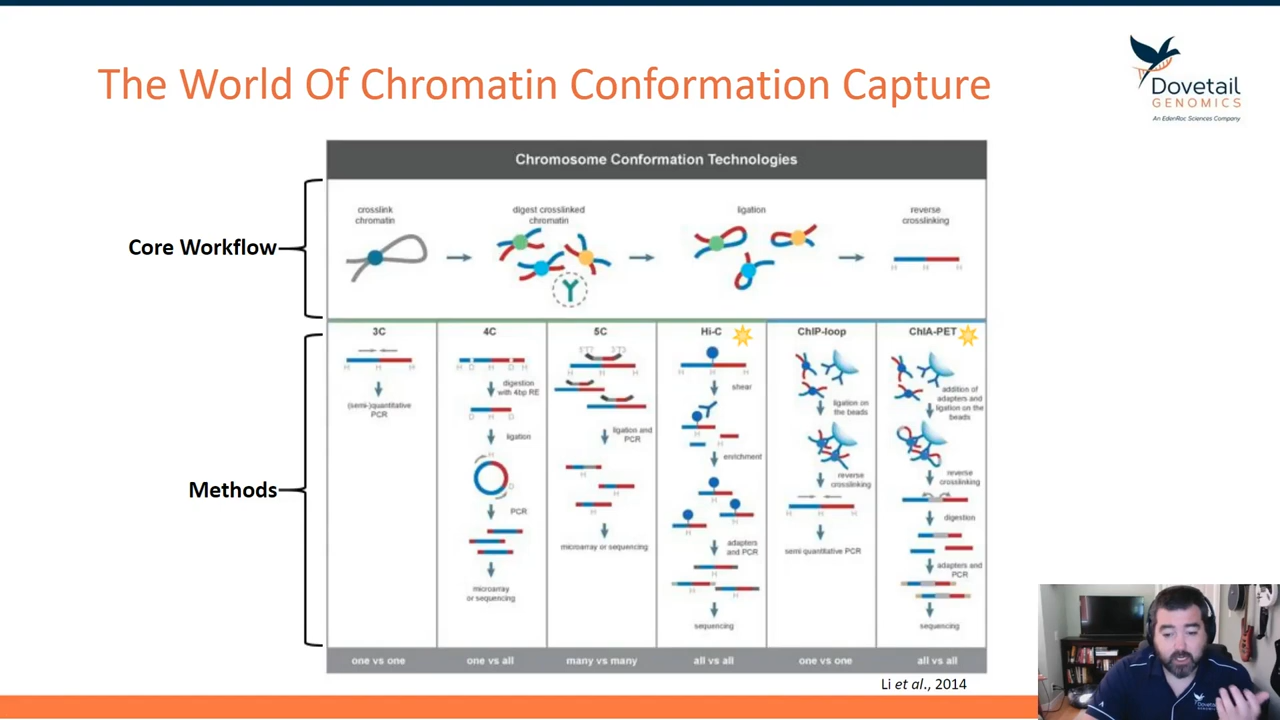 The World Of Chromatin Conformation Capture
Dovetail
GENOMICS
An EdenRoc Sciences Company
Chromosome Conformation Technologies
Core Workflow
crosslink
chromatin
digest crosslinked
chromatin
ligation
reverse
crosslinking
H H H
Methods
3C
H H H
(semi-)quantitative
PCR
one vs one
4C
H D H D H
digestion
with 4bp RE
D H D
ligation
H
D
PCR
microarray
or sequencing
one vs all
5C
H H H
ligation and
PCR
H
H
H
microarray or sequencing
many vs many
Hi-C
H H H
shear
H
H
enrichment
H
H
H
adapters
and PCR
H
H
H
sequencing
all vs all
ChIP-loop
ligation on
the beads
reverse
crosslinking
H H H
semi quantitative PCR
one vs one
ChIA-PET
addition of
adapters and
ligation on the
beads
reverse
crosslinking
digestion
adapters and
PCR
sequencing
all vs all
Li et al., 2014
Dovetail